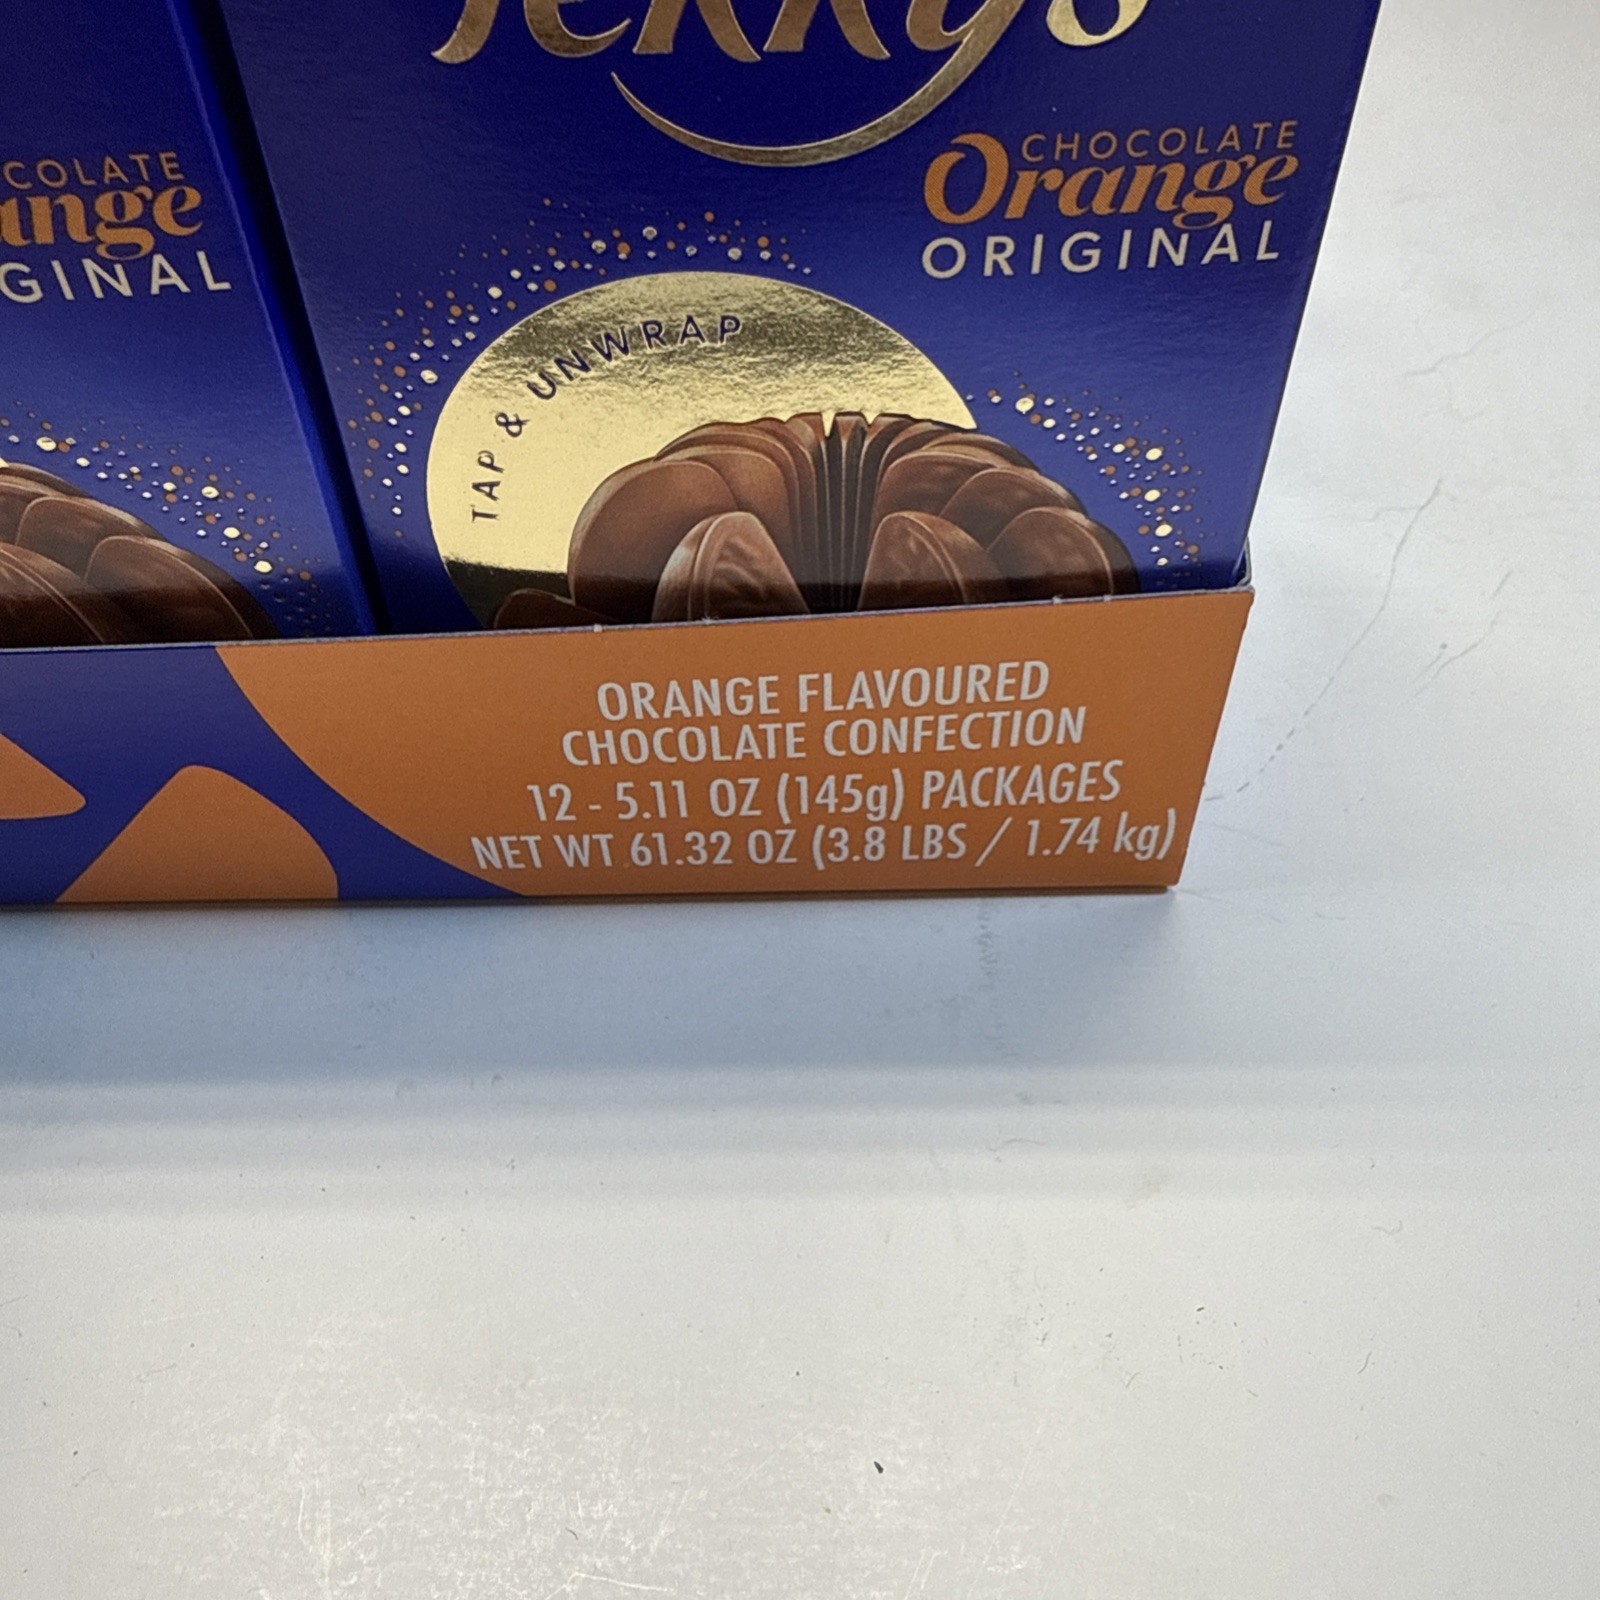 Terry's
CHOCOLATE
Orange
ORIGINAL
TAP & UNWRAP
COLATE
ange
GINAL
ORANGE FLAVOURED
CHOCOLATE CONFECTION
12 - 5.11 OZ (145g) PACKAGES
NET WT 61.32 OZ (3.8 LBS / 1.74 kg)